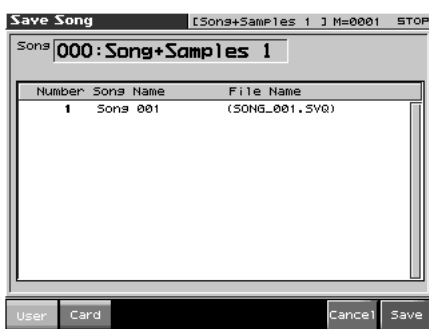 Save Song [Song+Samples 1 ] M=0001 STOP
Song 000:Song+Samples 1
Number Song Name File Name
1 Song 001 (SONG_001.SVQ)
User Card Cancel Save